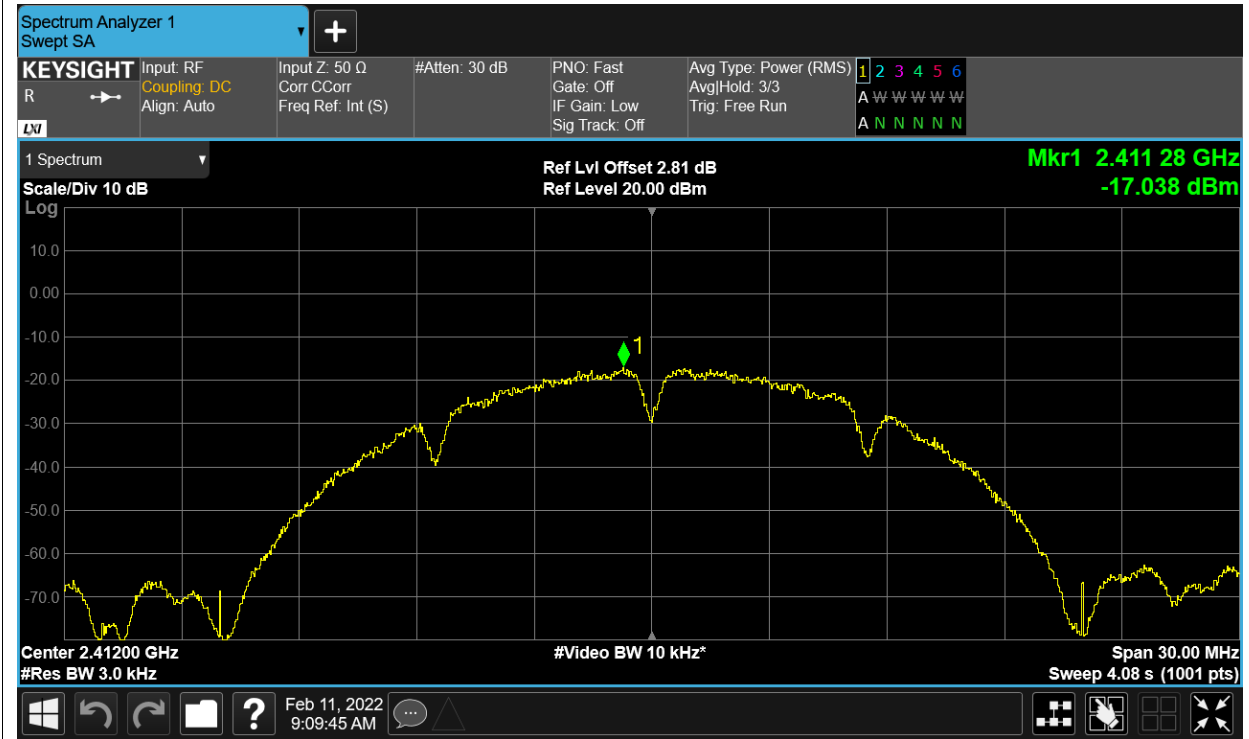 Spectrum Analyzer 1
Swept SA
+
KEYSIGHT
R
LXI
Input: RF
Coupling: DC
Align: Auto
Input Z: 50 Ω
Corr CCorr
Freq Ref: Int (S)
#Atten: 30 dB
PNO: Fast
Gate: Off
IF Gain: Low
Sig Track: Off
Avg Type: Power (RMS)
Avg|Hold: 3/3
Trig: Free Run
1 2 3 4 5 6
A W W W W W
A N N N N N
1 Spectrum
Scale/Div 10 dB
Log
Ref Lvl Offset 2.81 dB
Ref Level 20.00 dBm
Mkr1 2.411 28 GHz
-17.038 dBm
10.0
0.00
-10.0
1
-20.0
-30.0
-40.0
-50.0
-60.0
-70.0
Center 2.41200 GHz
#Video BW 10 kHz*
Span 30.00 MHz
#Res BW 3.0 kHz
Sweep 4.08 s (1001 pts)
?
Feb 11, 2022
9:09:45 AM